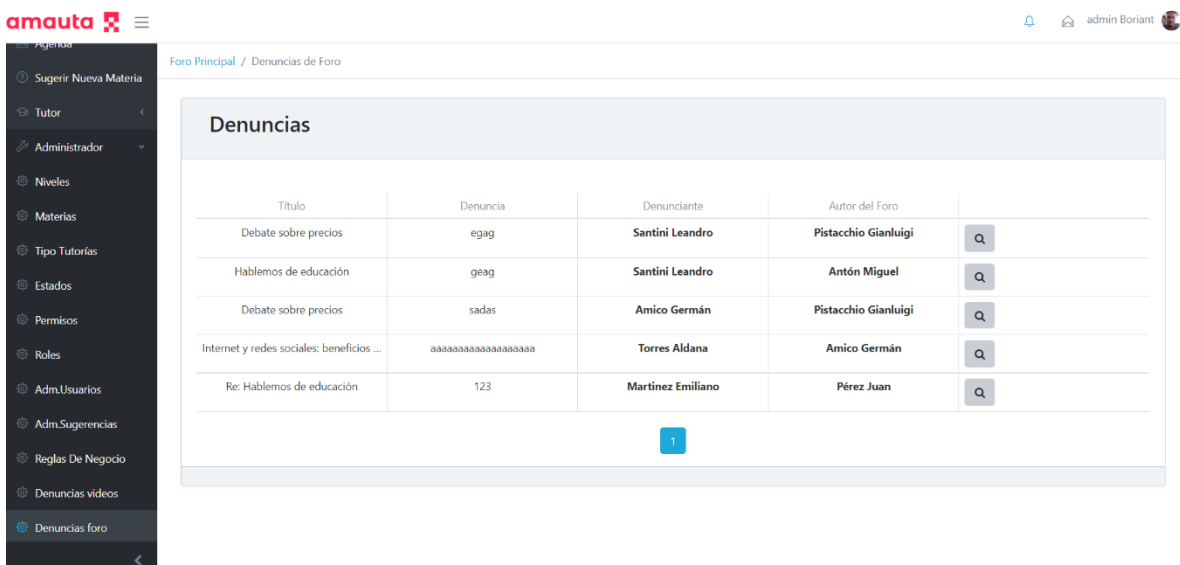 amauta
admin Boriant
Agenda
Sugerir Nueva Materia
Tutor
Administrador
Niveles
Materias
Tipo Tutorías
Estados
Permisos
Roles
Adm.Usuarios
Adm.Sugerencias
Reglas De Negocio
Denuncias videos
Denuncias foro
Foro Principal / Denuncias de Foro
Denuncias
Título Denuncia Denunciante Autor del Foro
Debate sobre precios egag Santini Leandro Pistacchio Gianluigi
Hablemos de educación geag Santini Leandro Antón Miguel
Debate sobre precios sadas Amico Germán Pistacchio Gianluigi
Internet y redes sociales: beneficios ... aaaaaaaaaaaaaaaaaaa Torres Aldana Amico Germán
Re: Hablemos de educación 123 Martinez Emiliano Pérez Juan
1